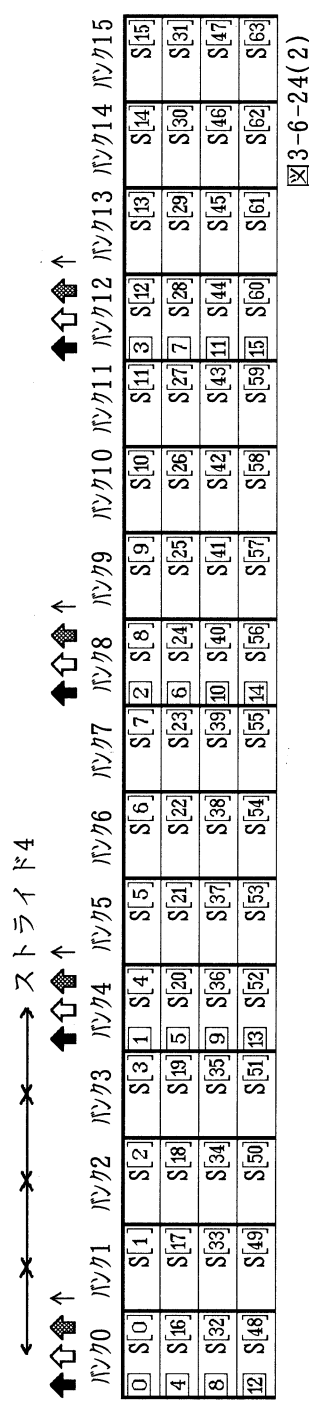 ストライド4
バンク0 バンク1 バンク2 バンク3 バンク4 バンク5 バンク6 バンク7 バンク8 バンク9 バンク10 バンク11 バンク12 バンク13 バンク14 バンク15
0 S[0] S[1] S[2] S[3] 1 S[4] S[5] S[6] S[7] 2 S[8] S[9] S[10] S[11] 3 S[12] S[13] S[14] S[15]
4 S[16] S[17] S[18] S[19] 5 S[20] S[21] S[22] S[23] 6 S[24] S[25] S[26] S[27] 7 S[28] S[29] S[30] S[31]
8 S[32] S[33] S[34] S[35] 9 S[36] S[37] S[38] S[39] 10 S[40] S[41] S[42] S[43] 11 S[44] S[45] S[46] S[47]
12 S[48] S[49] S[50] S[51] 13 S[52] S[53] S[54] S[55] 14 S[56] S[57] S[58] S[59] 15 S[60] S[61] S[62] S[63]
図3-6-24(2)